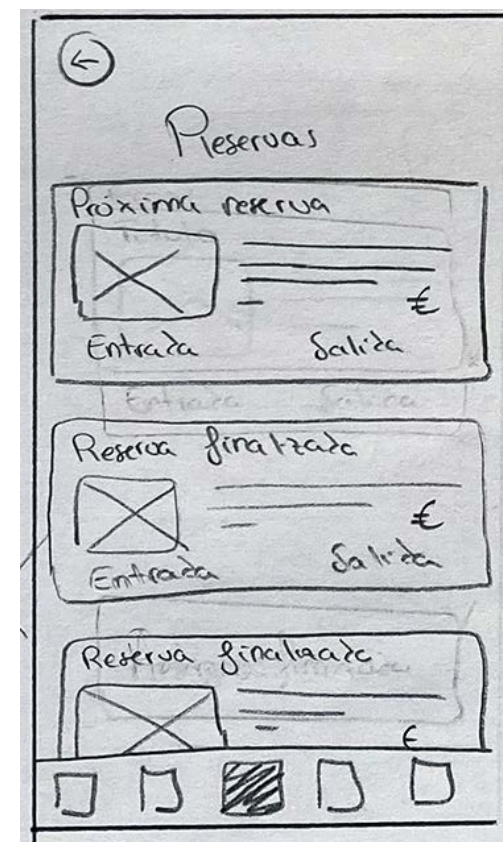 ←
Reservas
Próxima reserva
€
Entrada Salida
Reserva finalizada
€
Entrada Salida
Reserva finalizada
€